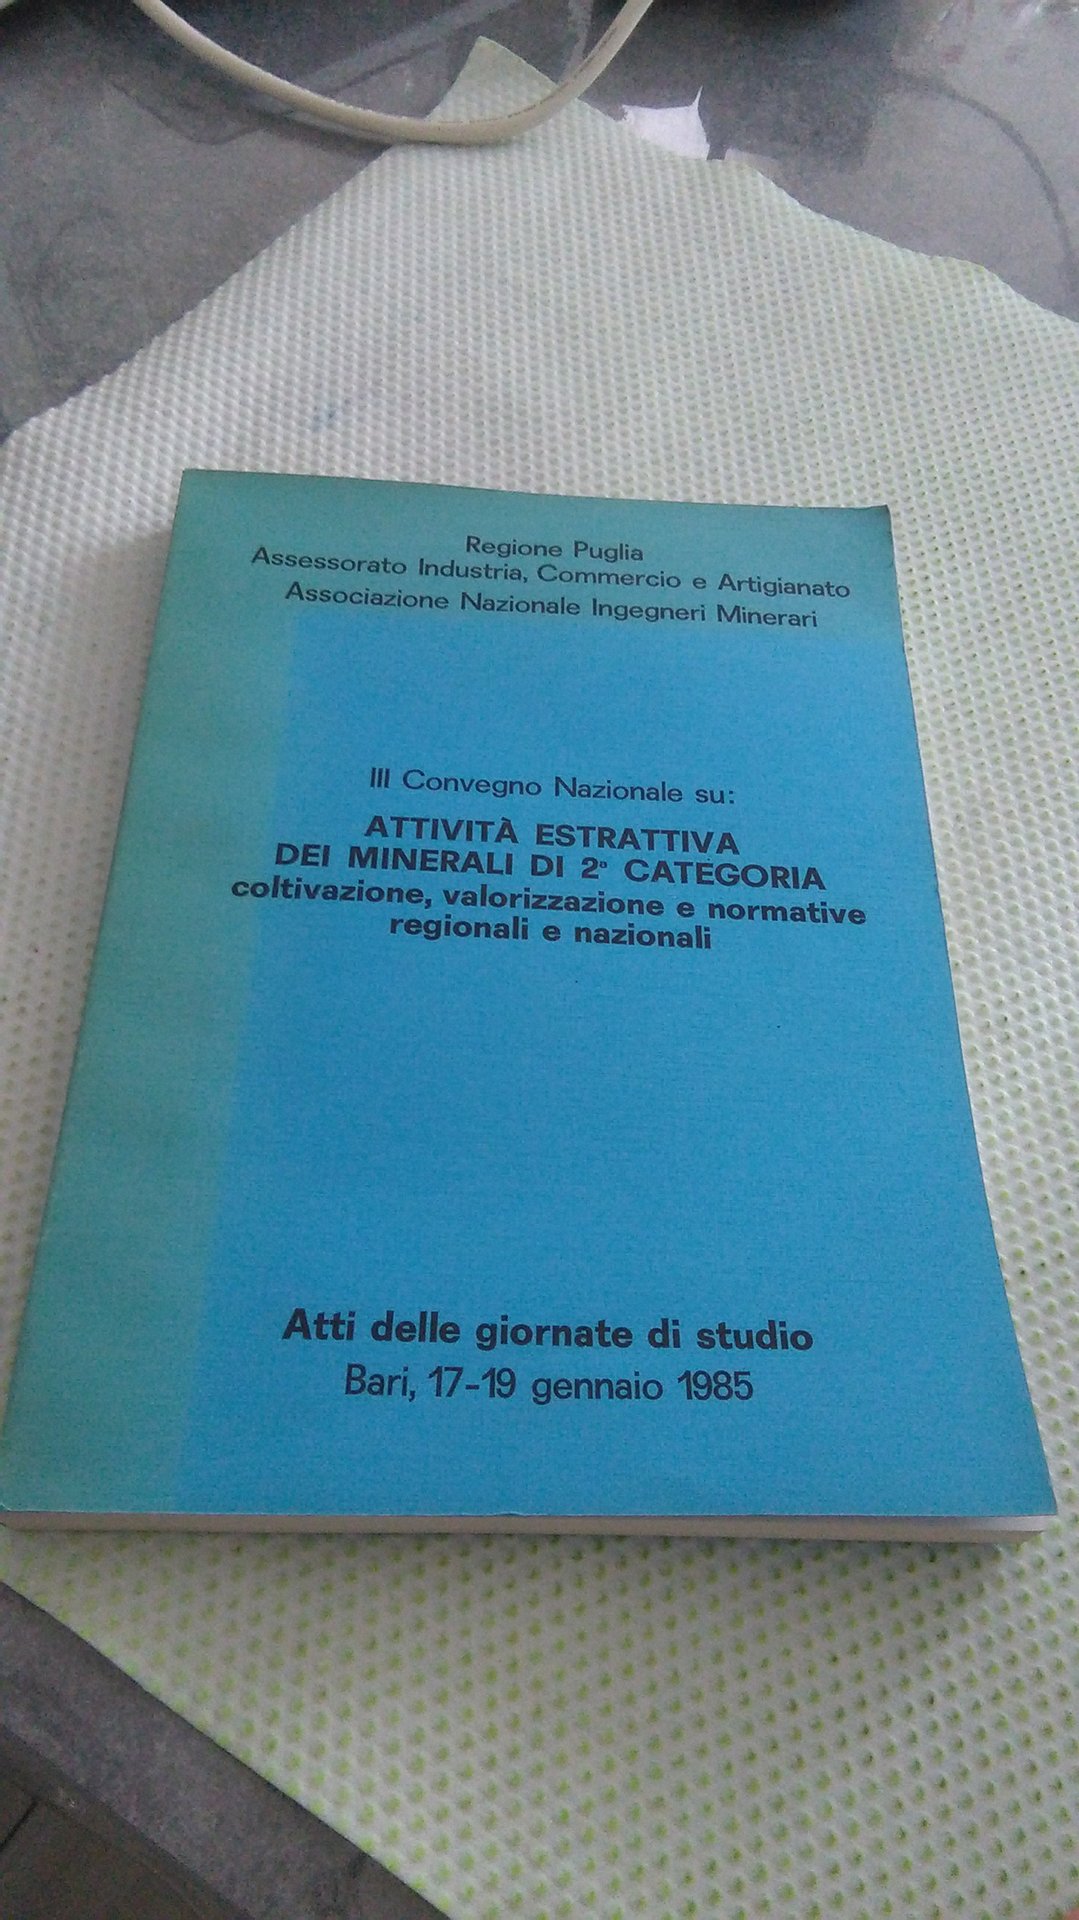 Regione Puglia
Assessorato Industria, Commercio e Artigianato
Associazione Nazionale Ingegneri Minerari
III Convegno Nazionale su:
ATTIVITÀ ESTRATTIVA
DEI MINERALI DI 2ª CATEGORIA
coltivazione, valorizzazione e normative
regionali e nazionali
Atti delle giornate di studio
Bari, 17-19 gennaio 1985